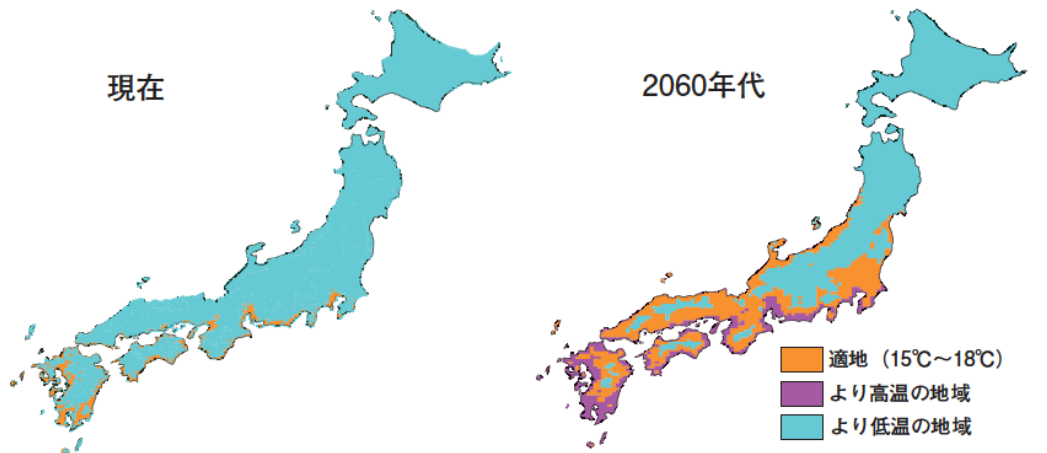 現在
2060年代
適地（15℃～18℃）
より高温の地域
より低温の地域